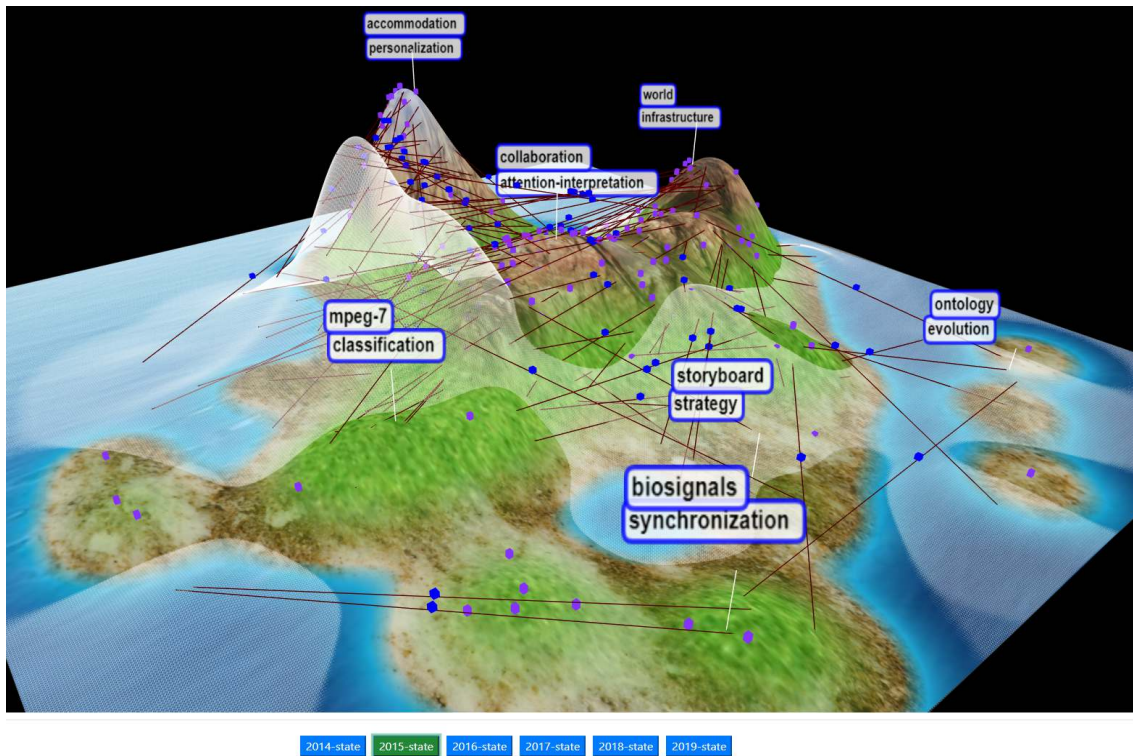 accommodation
personalization
world
infrastructure
collaboration
attention-interpretation
ontology
evolution
mpeg-7
classification
storyboard
strategy
biosignals
synchronization
2014-state 2015-state 2016-state 2017-state 2018-state 2019-state